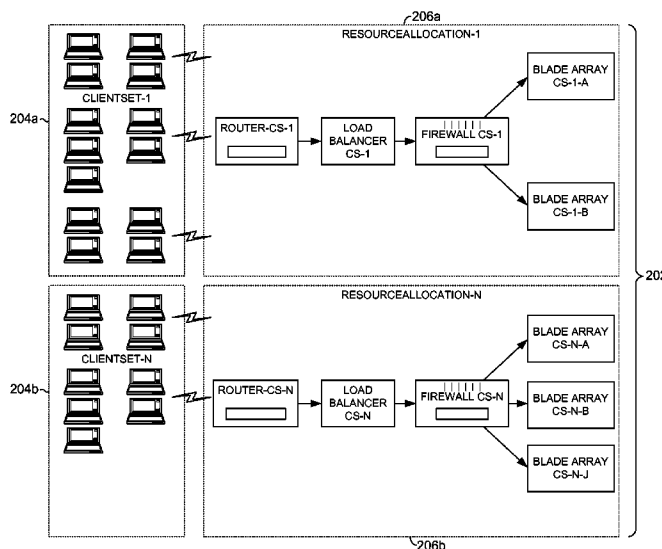 206a
RESOURCEALLOCATION-1
CLIENTSET-1
204a
ROUTER-CS-1
LOAD
BALANCER
CS-1
FIREWALL CS-1
BLADE ARRAY
CS-1-A
BLADE ARRAY
CS-1-B
202
RESOURCEALLOCATION-N
CLIENTSET-N
204b
ROUTER-CS-N
LOAD
BALANCER
CS-N
FIREWALL CS-N
BLADE ARRAY
CS-N-A
BLADE ARRAY
CS-N-B
BLADE ARRAY
CS-N-J
206b